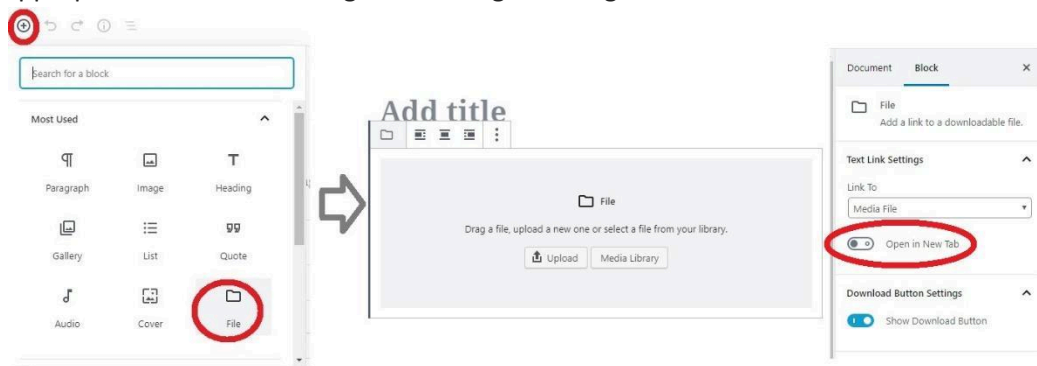 Search for a block
Most Used
Paragraph
Image
Heading
Gallery
List
Quote
Audio
Cover
File
Add title
File
Drag a file, upload a new one or select a file from your library.
Upload
Media Library
Document Block
File
Add a link to a downloadable file.
Text Link Settings
Link To
Media File
Open in New Tab
Download Button Settings
Show Download Button